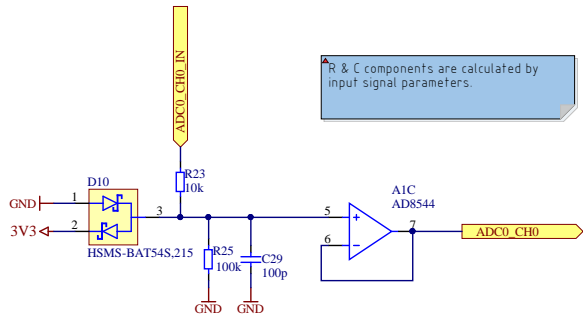 ADC0_CH0_IN
R & C components are calculated by
input signal parameters.
R23
10k
D10
GND
1
3V3
2
3
HSMS-BAT54S,215
R25
100k
C29
100p
GND
GND
A1C
AD8544
5
6
7
ADC0_CH0